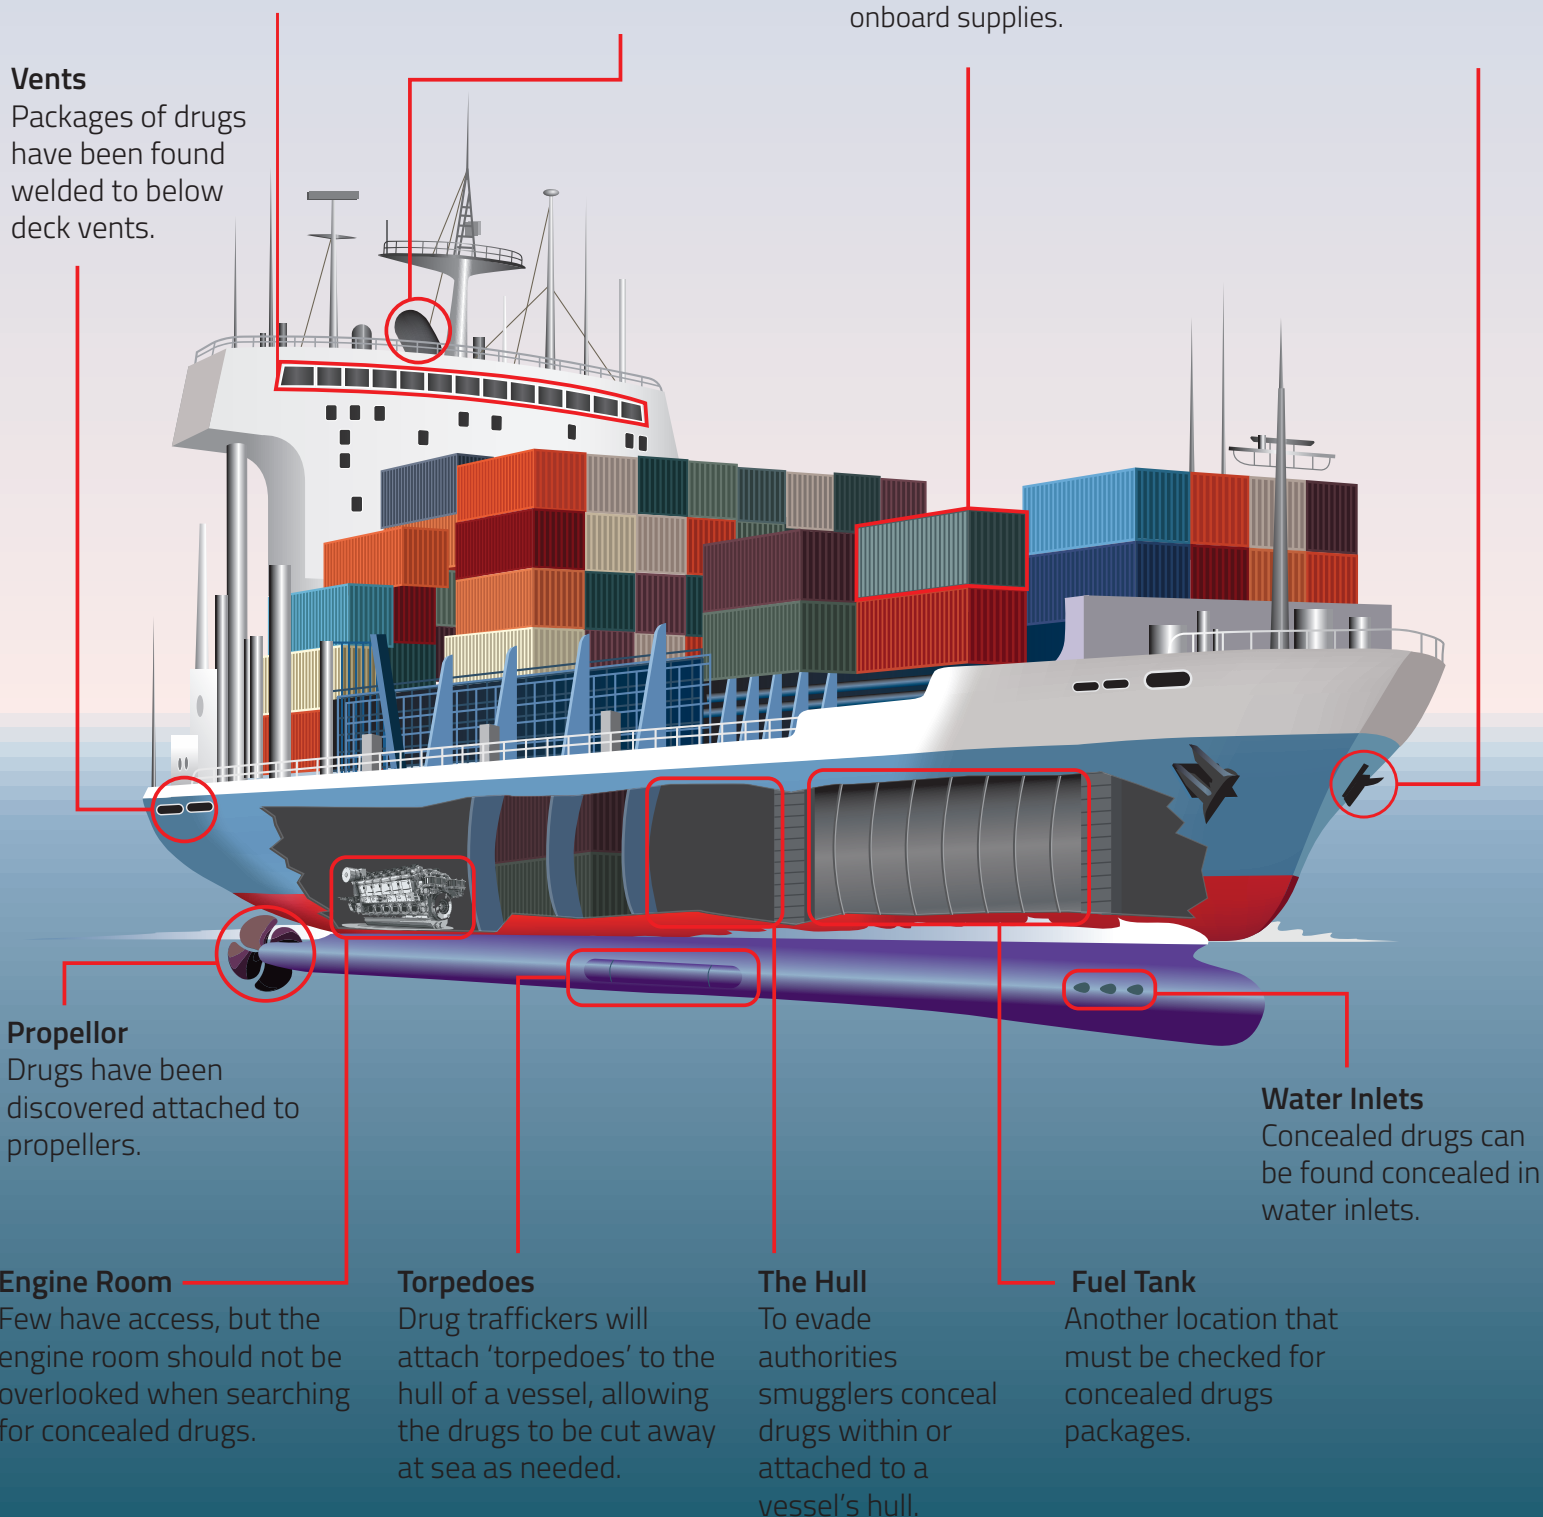 onboard supplies.
Vents
Packages of drugs
have been found
welded to below
deck vents.
Propellor
Drugs have been
discovered attached to
propellers.
Water Inlets
Concealed drugs can
be found concealed in
water inlets.
Engine Room
Few have access, but the
engine room should not be
overlooked when searching
for concealed drugs.
Torpedoes
Drug traffickers will
attach ‘torpedoes’ to the
hull of a vessel, allowing
the drugs to be cut away
at sea as needed.
The Hull
To evade
authorities
smugglers conceal
drugs within or
attached to a
vessel’s hull.
Fuel Tank
Another location that
must be checked for
concealed drugs
packages.